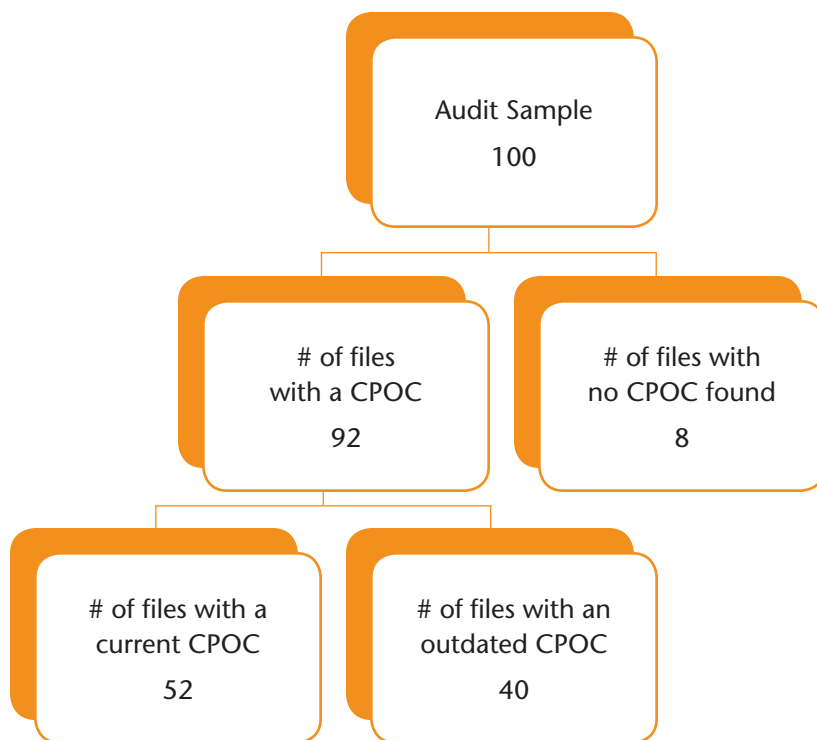 Audit Sample
100
# of files
with a CPOC
92
# of files with
no CPOC found
8
# of files with a
current CPOC
52
# of files with an
outdated CPOC
40